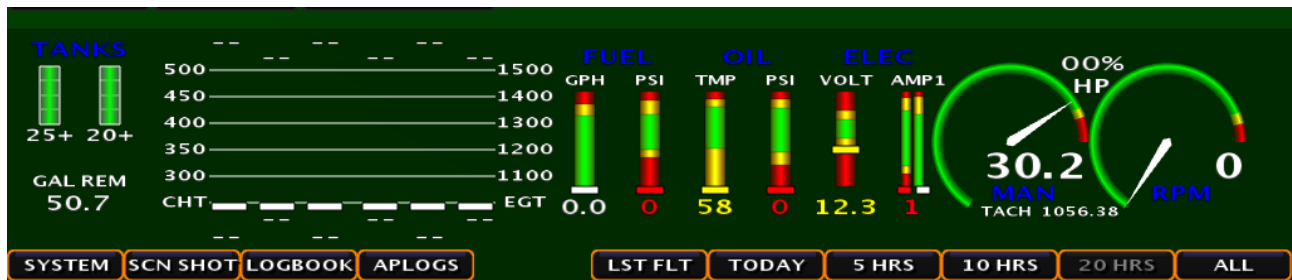 TANKS
25+ 20+
GAL REM
50.7
-- -- --
-- -- --
500 1500
450 1400
400 1300
350 1200
300 1100
CHT EGT
-- -- --
-- -- --
FUEL OIL ELEC
GPH PSI TMP PSI VOLT AMP1
0.0 0 58 0 12.3 1
00%
HP
30.2
MAN
0
RPM
TACH 1056.38
SYSTEM SCN SHOT LOGBOOK APLOGS LST FLT TODAY 5 HRS 10 HRS 20 HRS ALL